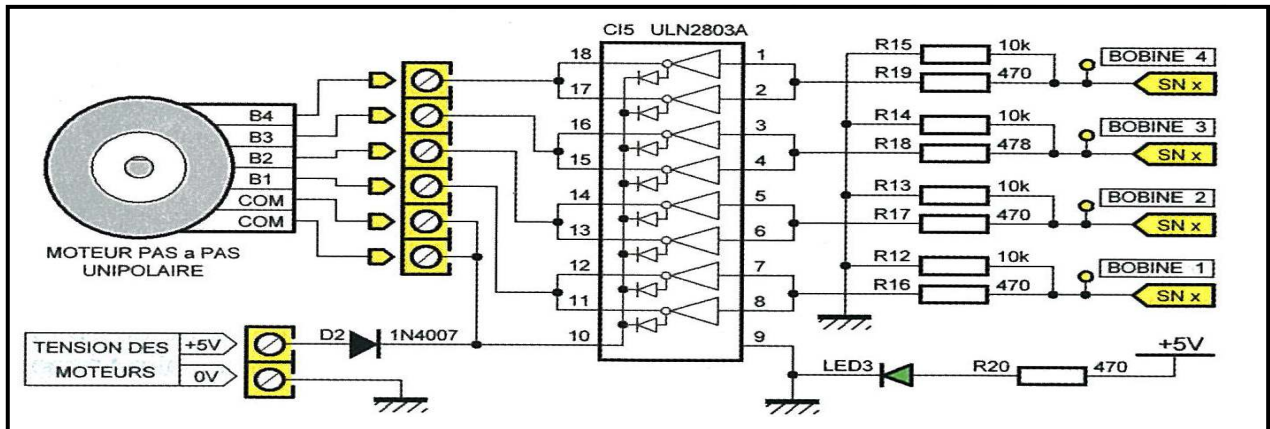 CI5 ULN2803A
B4
B3
B2
B1
COM
COM
MOTEUR PAS a PAS
UNIPOLAIRE
18
17
16
15
14
13
12
11
10
1
2
3
4
5
6
7
8
9
R15 10k
R19 470
BOBINE 4
SN x
R14 10k
R18 478
BOBINE 3
SN x
R13 10k
R17 470
BOBINE 2
SN x
R12 10k
R16 470
BOBINE 1
SN x
TENSION DES
MOTEURS
+5V
0V
D2 1N4007
LED3
R20 470
+5V